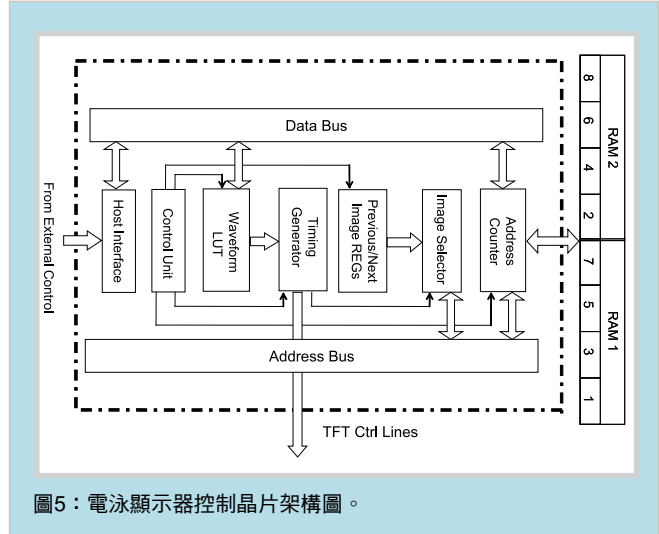 Data Bus
From External Control
Host Interface
Control Unit
Waveform
LUT
Timing
Generator
Previous/Next
Image REGs
Image Selector
Address
Counter
Address Bus
TFT Ctrl Lines
8
6
4
2
7
5
3
1
RAM 2
RAM 1
圖5：電泳顯示器控制晶片架構圖。